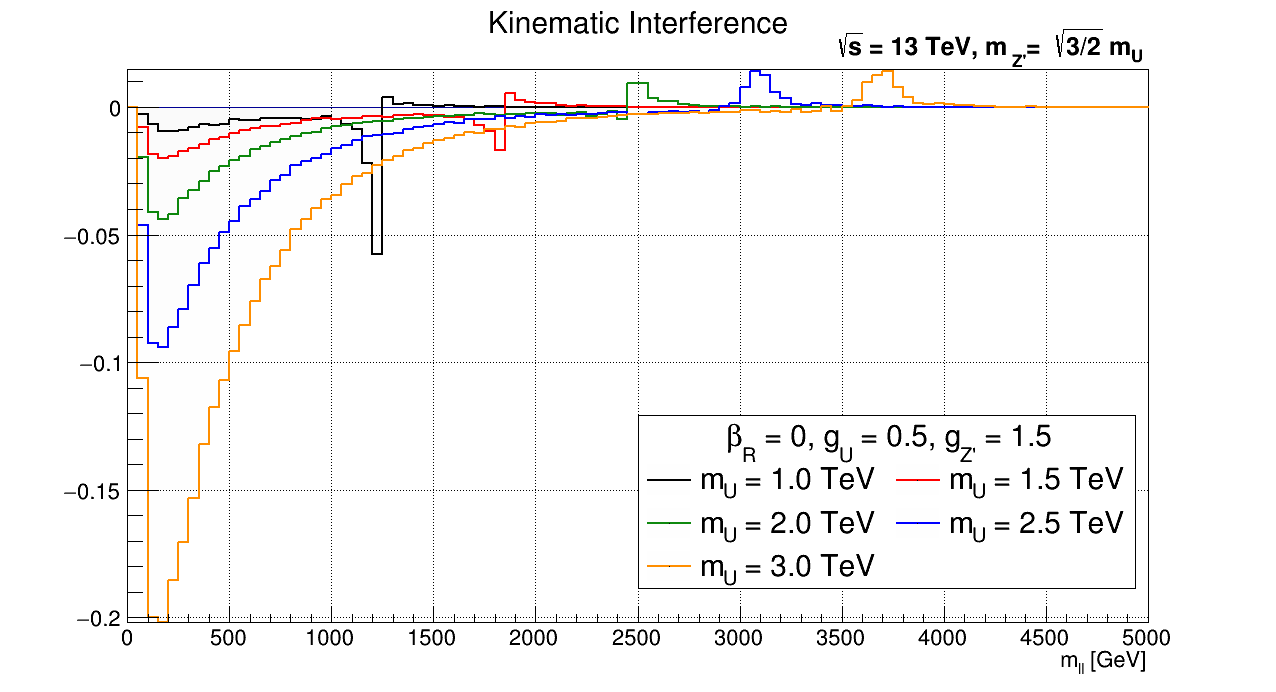 Kinematic Interference
√s = 13 TeV, m_Z'= √3/2 m_U
0
−0.05
−0.1
−0.15
−0.2
β_R = 0, g_U = 0.5, g_Z' = 1.5
m_U = 1.0 TeV m_U = 1.5 TeV
m_U = 2.0 TeV m_U = 2.5 TeV
m_U = 3.0 TeV
0 500 1000 1500 2000 2500 3000 3500 4000 4500 5000
m_ll [GeV]